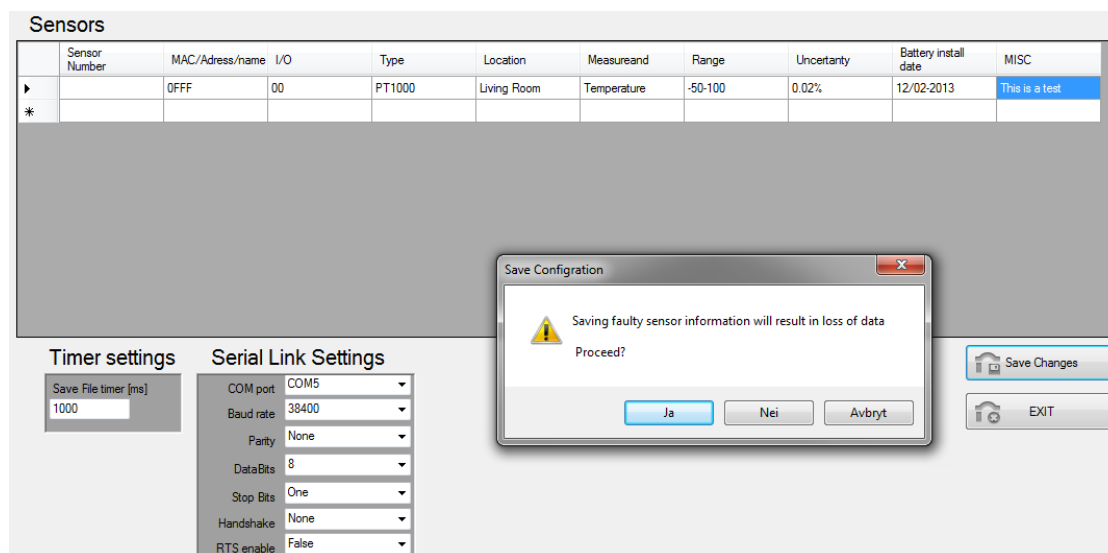 Sensors
Sensor Number MAC/Adress/name I/O Type Location Measureand Range Uncertanty Battery install date MISC
0FFF 00 PT1000 Living Room Temperature -50-100 0.02% 12/02-2013 This is a test
Save Configration
Saving faulty sensor information will result in loss of data
Proceed?
Ja Nei Avbryt
Timer settings
Save File timer [ms]
1000
Serial Link Settings
COM port COM5
Baud rate 38400
Parity None
DataBits 8
Stop Bits One
Handshake None
RTS enable False
Save Changes
EXIT